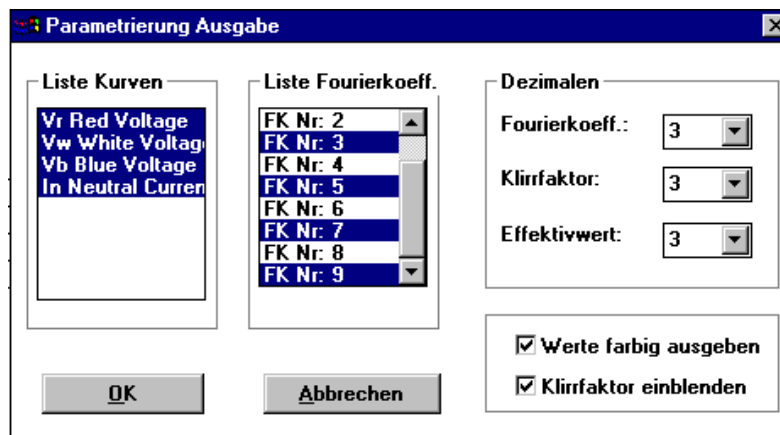 Parametrierung Ausgabe
Liste Kurven
Vr Red Voltage
Vw White Voltag
Vb Blue Voltage
In Neutral Curren
Liste Fourierkoeff.
FK Nr: 2
FK Nr: 3
FK Nr: 4
FK Nr: 5
FK Nr: 6
FK Nr: 7
FK Nr: 8
FK Nr: 9
Dezimalen
Fourierkoeff.: 3
Klirrfaktor: 3
Effektivwert: 3
Werte farbig ausgeben
Klirrfaktor einblenden
OK
Abbrechen